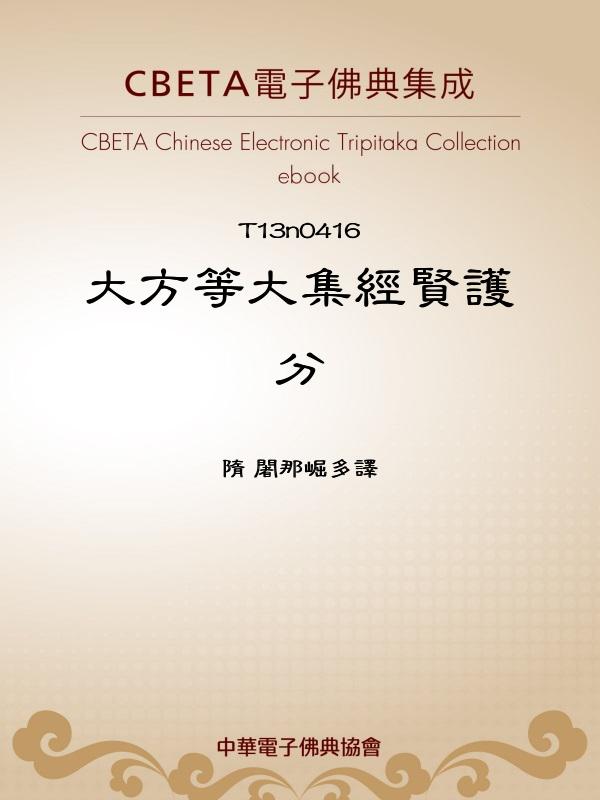 CBETA電子佛典集成
CBETA Chinese Electronic Tripitaka Collection
ebook
T13n0416
大方等大集經賢護
分
隋 闍那崛多譯
中華電子佛典協會